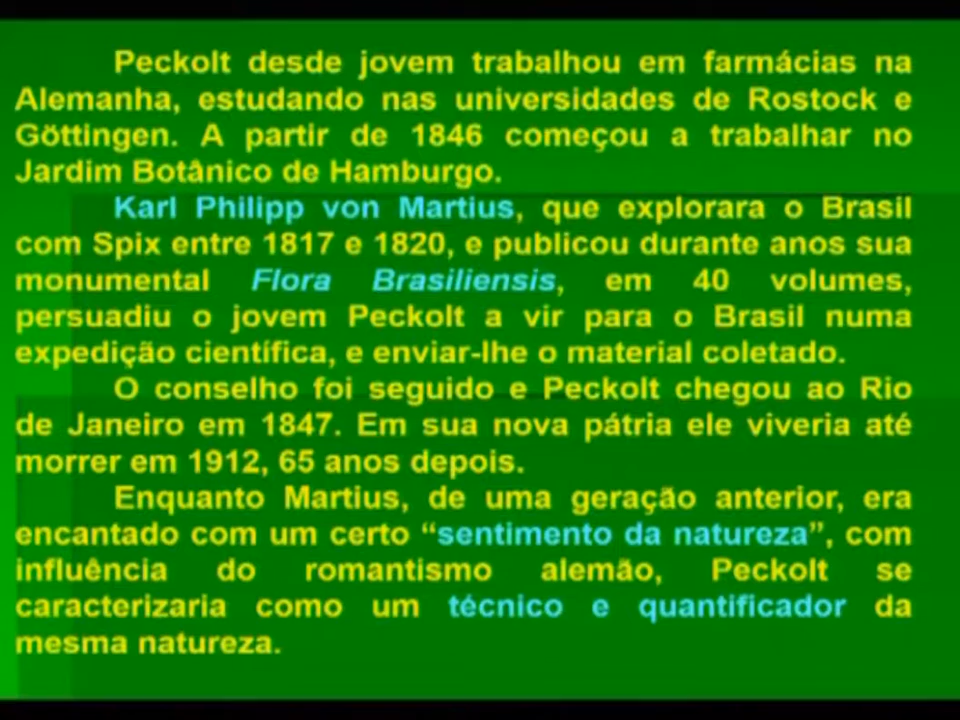 Peckolt desde jovem trabalhou em farmácias na
Alemanha, estudando nas universidades de Rostock e
Göttingen. A partir de 1846 começou a trabalhar no
Jardim Botânico de Hamburgo.
Karl Philipp von Martius, que explorara o Brasil
com Spix entre 1817 e 1820, e publicou durante anos sua
monumental Flora Brasiliensis, em 40 volumes,
persuadiu o jovem Peckolt a vir para o Brasil numa
expedição científica, e enviar-lhe o material coletado.
O conselho foi seguido e Peckolt chegou ao Rio
de Janeiro em 1847. Em sua nova pátria ele viveria até
morrer em 1912, 65 anos depois.
Enquanto Martius, de uma geração anterior, era
encantado com um certo “sentimento da natureza”, com
influência do romantismo alemão, Peckolt se
caracterizaria como um técnico e quantificador da
mesma natureza.